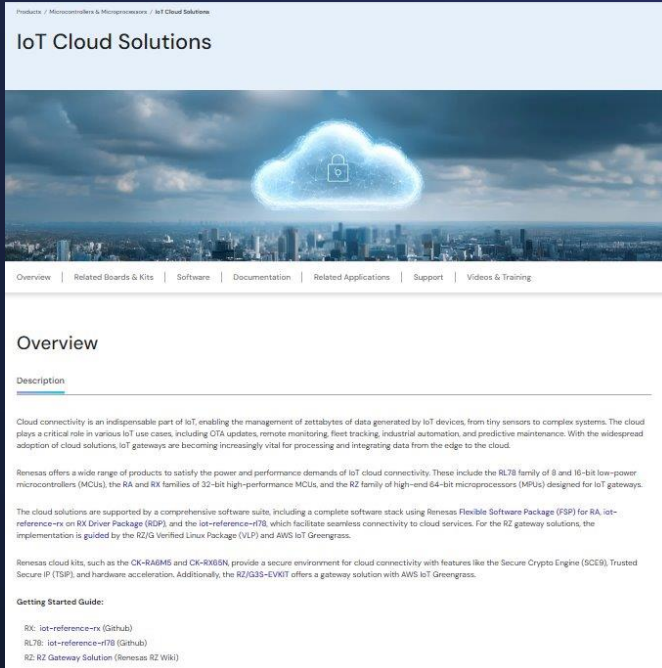 Products / Microcontrollers & Microprocessors / IoT Cloud Solutions
IoT Cloud Solutions
Overview | Related Boards & Kits | Software | Documentation | Related Applications | Support | Videos & Training
Overview
Description
Cloud connectivity is an indispensable part of IoT, enabling the management of zettabytes of data generated by IoT devices, from tiny sensors to complex systems. The cloud
plays a critical role in various IoT use cases, including OTA updates, remote monitoring, fleet tracking, industrial automation, and predictive maintenance. With the widespread
adoption of cloud solutions, IoT gateways are becoming increasingly vital for processing and integrating data from the edge to the cloud.
Renesas offers a wide range of products to satisfy the power and performance demands of IoT cloud connectivity. These include the RL78 family of 8 and 16-bit low-power
microcontrollers (MCUs), the RA and RX families of 32-bit high-performance MCUs, and the RZ family of high-end 64-bit microprocessors (MPUs) designed for IoT gateways.
The cloud solutions are supported by a comprehensive software suite, including a complete software stack using Renesas Flexible Software Package (FSP) for RA, iot-
reference-rx on RX Driver Package (RDP), and the iot-reference-rl78, which facilitate seamless connectivity to cloud services. For the RZ gateway solutions, the
implementation is guided by the RZ/G Verified Linux Package (VLP) and AWS IoT Greengrass.
Renesas cloud kits, such as the CK-RA6M5 and CK-RX65N, provide a secure environment for cloud connectivity with features like the Secure Crypto Engine (SCE9), Trusted
Secure IP (TSIP), and hardware acceleration. Additionally, the RZ/G3S-EVKIT offers a gateway solution with AWS IoT Greengrass.
Getting Started Guide:
RX: iot-reference-rx (Github)
RL78: iot-reference-rl78 (Github)
RZ: RZ Gateway Solution (Renesas RZ Wiki)